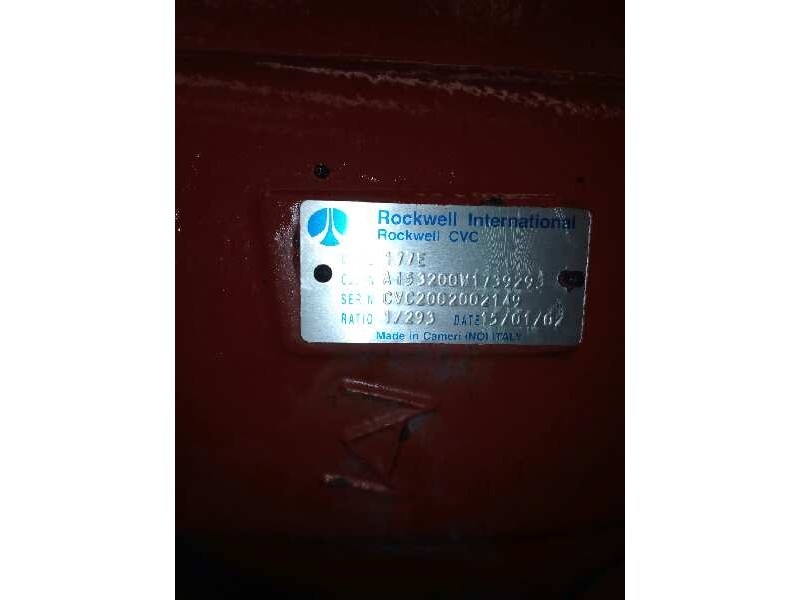 Rockwell International
Rockwell CVC
177E
SER.N CVC2002002149
RATIO 1/293 DATE 15/01/02
Made in Cameri (NO) ITALY